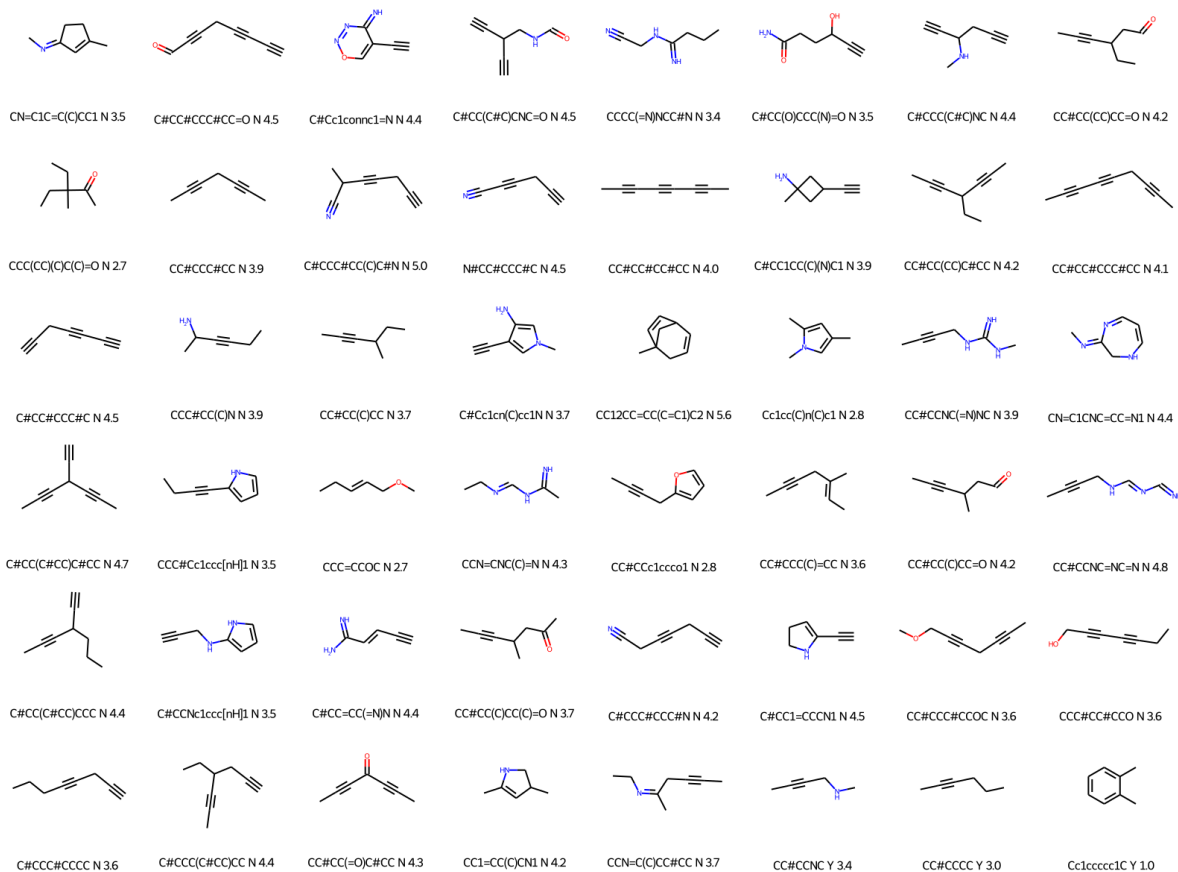 CN=C1C=C(C)CC1 N 3.5
C#CC#CCC#CC=O N 4.5
C#Cc1connc1=N N 4.4
C#CC(C#C)CNC=O N 4.5
CCCC(=N)NCC#N N 3.4
C#CC(O)CCC(N)=O N 3.5
C#CCC(C#C)NC N 4.4
CC#CC(CC)CC=O N 4.2
CCC(CC)(C)C(C)=O N 2.7
CC#CCC#CC N 3.9
C#CCC#CC(C)C#N N 5.0
N#CC#CCC#C N 4.5
CC#CC#CC#CC N 4.0
C#CC1CC(C)(N)C1 N 3.9
CC#CC(CC)C#CC N 4.2
CC#CC#CCC#CC N 4.1
C#CC#CCC#C N 4.5
CCC#CC(C)N N 3.9
CC#CC(C)CC N 3.7
C#Cc1cn(C)cc1N N 3.7
CC12CC=CC(C=C1)C2 N 5.6
Cc1cc(C)n(C)c1 N 2.8
CC#CCNC(=N)NC N 3.9
CN=C1CNC=CC=N1 N 4.4
C#CC(C#CC)C#CC N 4.7
CCC#Cc1ccc[nH]1 N 3.5
CCC=CCOC N 2.7
CCN=CNC(C)=N N 4.3
CC#CCc1ccco1 N 2.8
CC#CCC(C)=CC N 3.6
CC#CC(C)CC=O N 4.2
CC#CCNC=NC=N N 4.8
C#CC(C#CC)CCC N 4.4
C#CCNc1ccc[nH]1 N 3.5
C#CC=CC(=N)N N 4.4
CC#CC(C)CC(C)=O N 3.7
C#CCC#CCC#N N 4.2
C#CC1=CCCN1 N 4.5
CC#CCC#CCOC N 3.6
CCC#CC#CCO N 3.6
C#CCC#CCCC N 3.6
C#CCC(C#CC)CC N 4.4
CC#CC(=O)C#CC N 4.3
CC1=CC(C)CN1 N 4.2
CCN=C(C)CC#CC N 3.7
CC#CCNC Y 3.4
CC#CCCC Y 3.0
Cc1ccccc1C Y 1.0